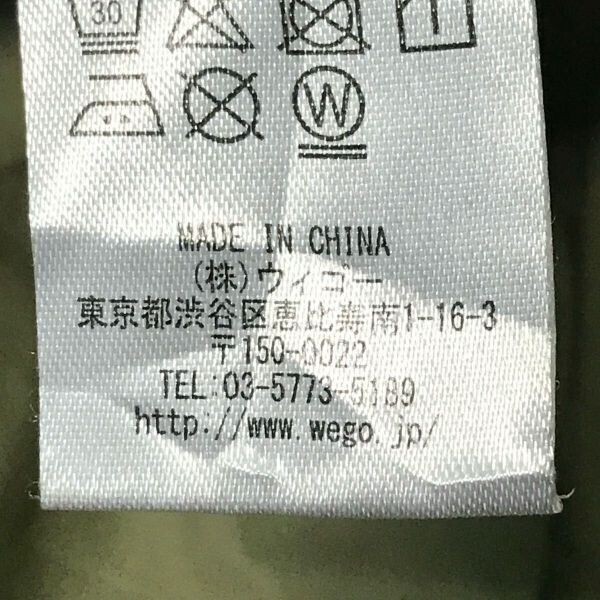 30
W
MADE IN CHINA
(株)ウィゴー
東京都渋谷区恵比寿南1-16-3
〒150-0022
TEL:03-5773-5189
http://www.wego.jp/